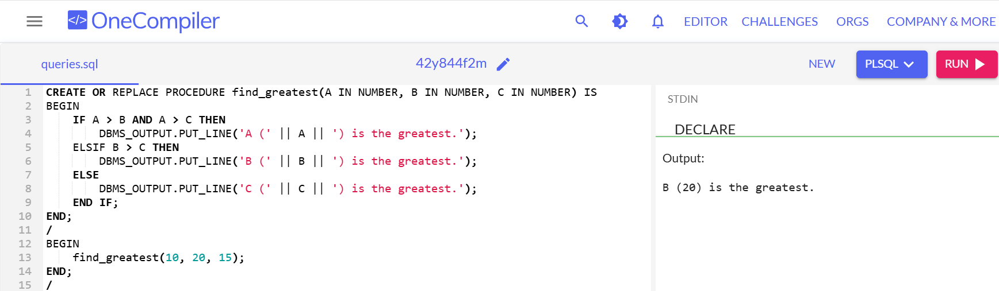 </> OneCompiler EDITOR CHALLENGES ORGS COMPANY & MORE
queries.sql 42y844f2m NEW PLSQL RUN
1 CREATE OR REPLACE PROCEDURE find_greatest(A IN NUMBER, B IN NUMBER, C IN NUMBER) IS
2 BEGIN
3     IF A > B AND A > C THEN
4         DBMS_OUTPUT.PUT_LINE('A (' || A || ') is the greatest.');
5     ELSIF B > C THEN
6         DBMS_OUTPUT.PUT_LINE('B (' || B || ') is the greatest.');
7     ELSE
8         DBMS_OUTPUT.PUT_LINE('C (' || C || ') is the greatest.');
9     END IF;
10 END;
11 /
12 BEGIN
13     find_greatest(10, 20, 15);
14 END;
15 /
STDIN
DECLARE
Output:
B (20) is the greatest.